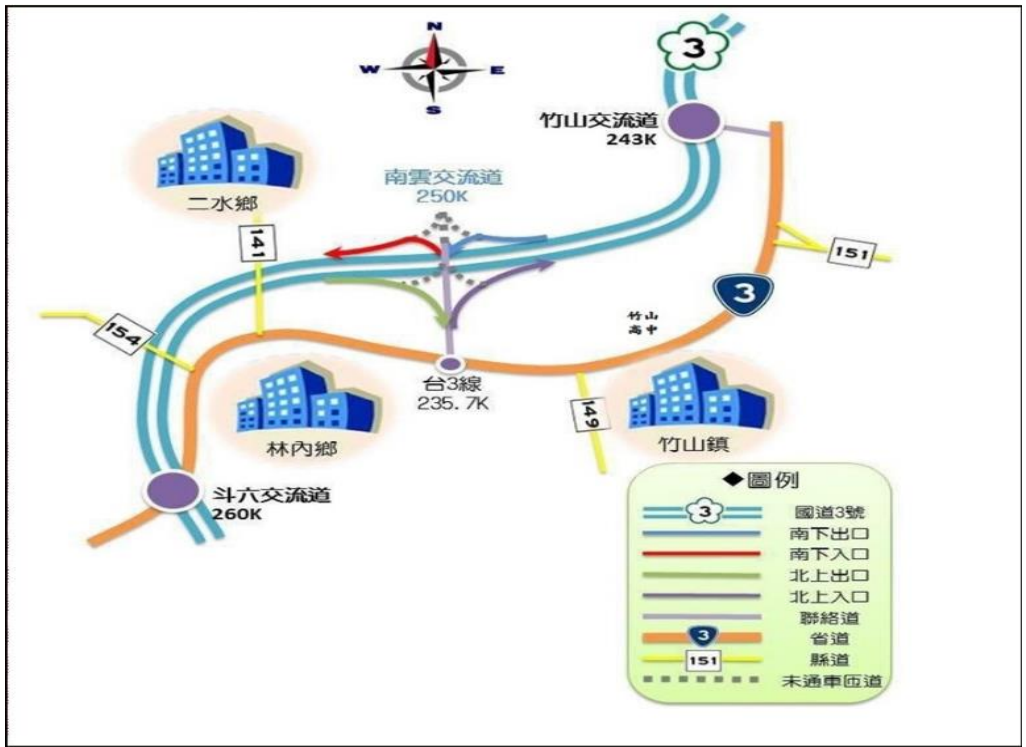 N
W
E
S
3
竹山交流道
243K
南雲交流道
250K
二水鄉
141
151
3
竹山
高中
154
台3線
235.7K
149
林內鄉
竹山鎮
斗六交流道
260K
◆圖例
3
國道3號
南下出口
南下入口
北上出口
北上入口
聯絡道
3
省道
151
縣道
未通車匝道